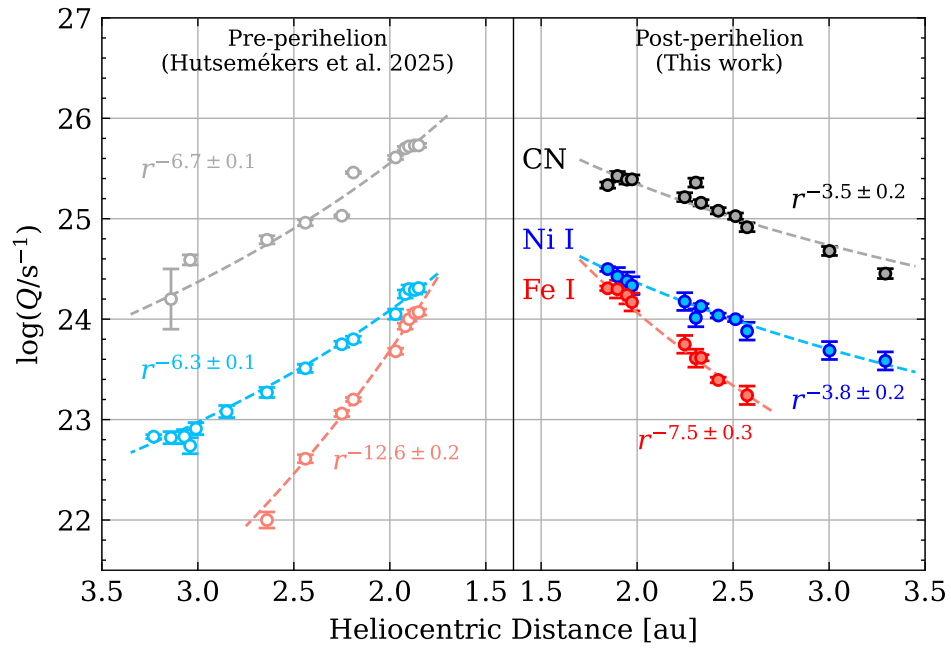 Pre-perihelion
(Hutsemékers et al. 2025)
Post-perihelion
(This work)
log(Q/s⁻¹)
27
26
25
24
23
22
r⁻⁶·⁷ ± ⁰·¹
r⁻⁶·³ ± ⁰·¹
r⁻¹²·⁶ ± ⁰·²
CN
Ni I
Fe I
r⁻³·⁵ ± ⁰·²
r⁻³·⁸ ± ⁰·²
r⁻⁷·⁵ ± ⁰·³
3.5 3.0 2.5 2.0 1.5 1.5 2.0 2.5 3.0 3.5
Heliocentric Distance [au]